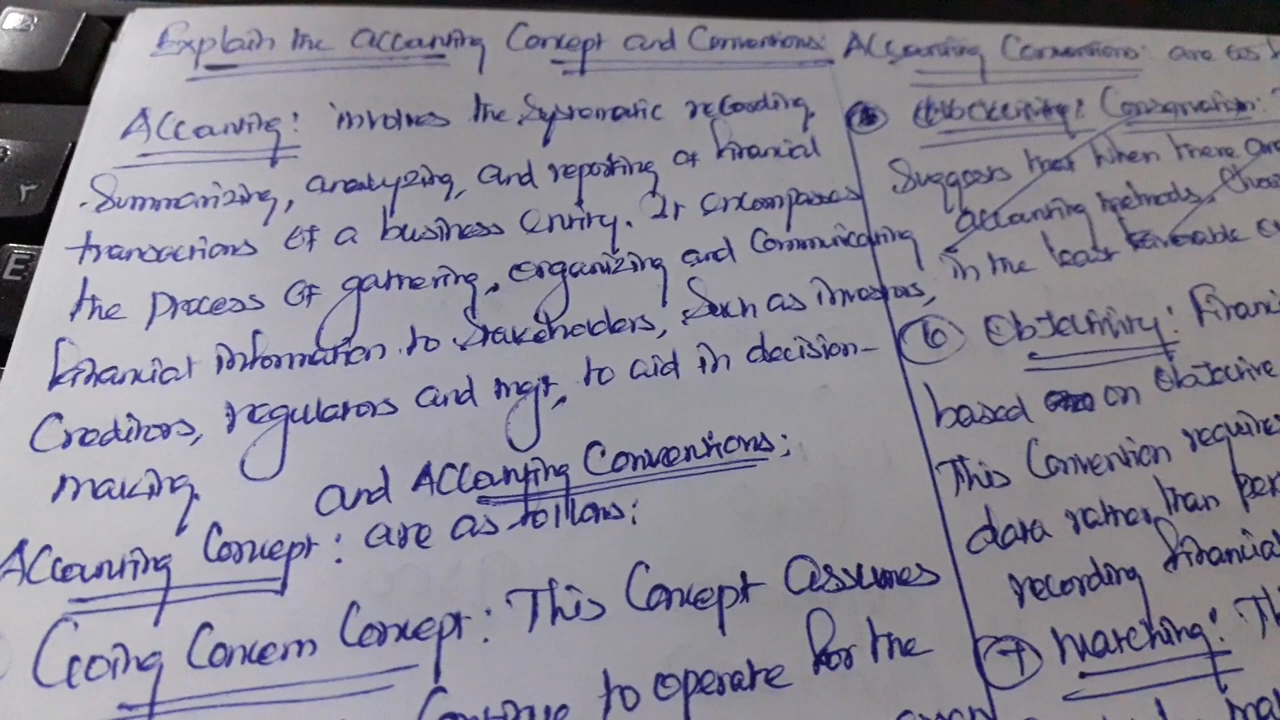 Explain the accounting Concept and Conventions: Accounting Conventions: are as
Accounting: involves the systematic recording
Summarizing, analyzing, and reporting of financial
transactions of a business entity. It encompasses
the process of gathering, organizing and communicating
financial information to stakeholders, such as investors,
Creditors, regulators and mgt, to aid in decision-
making.
and Accounting Conventions:
Accounting Concept: are as follows:
Going Concern Concept: This Concept assumes
Continue to operate for the
Objectivity: Conservatism:
Suggests that when there are
accounting methods,
in the least favorable
6 Objectivity: Financi
based on objective
This Convention requires
data rather than per
recording financial
7 Matching: Th
E